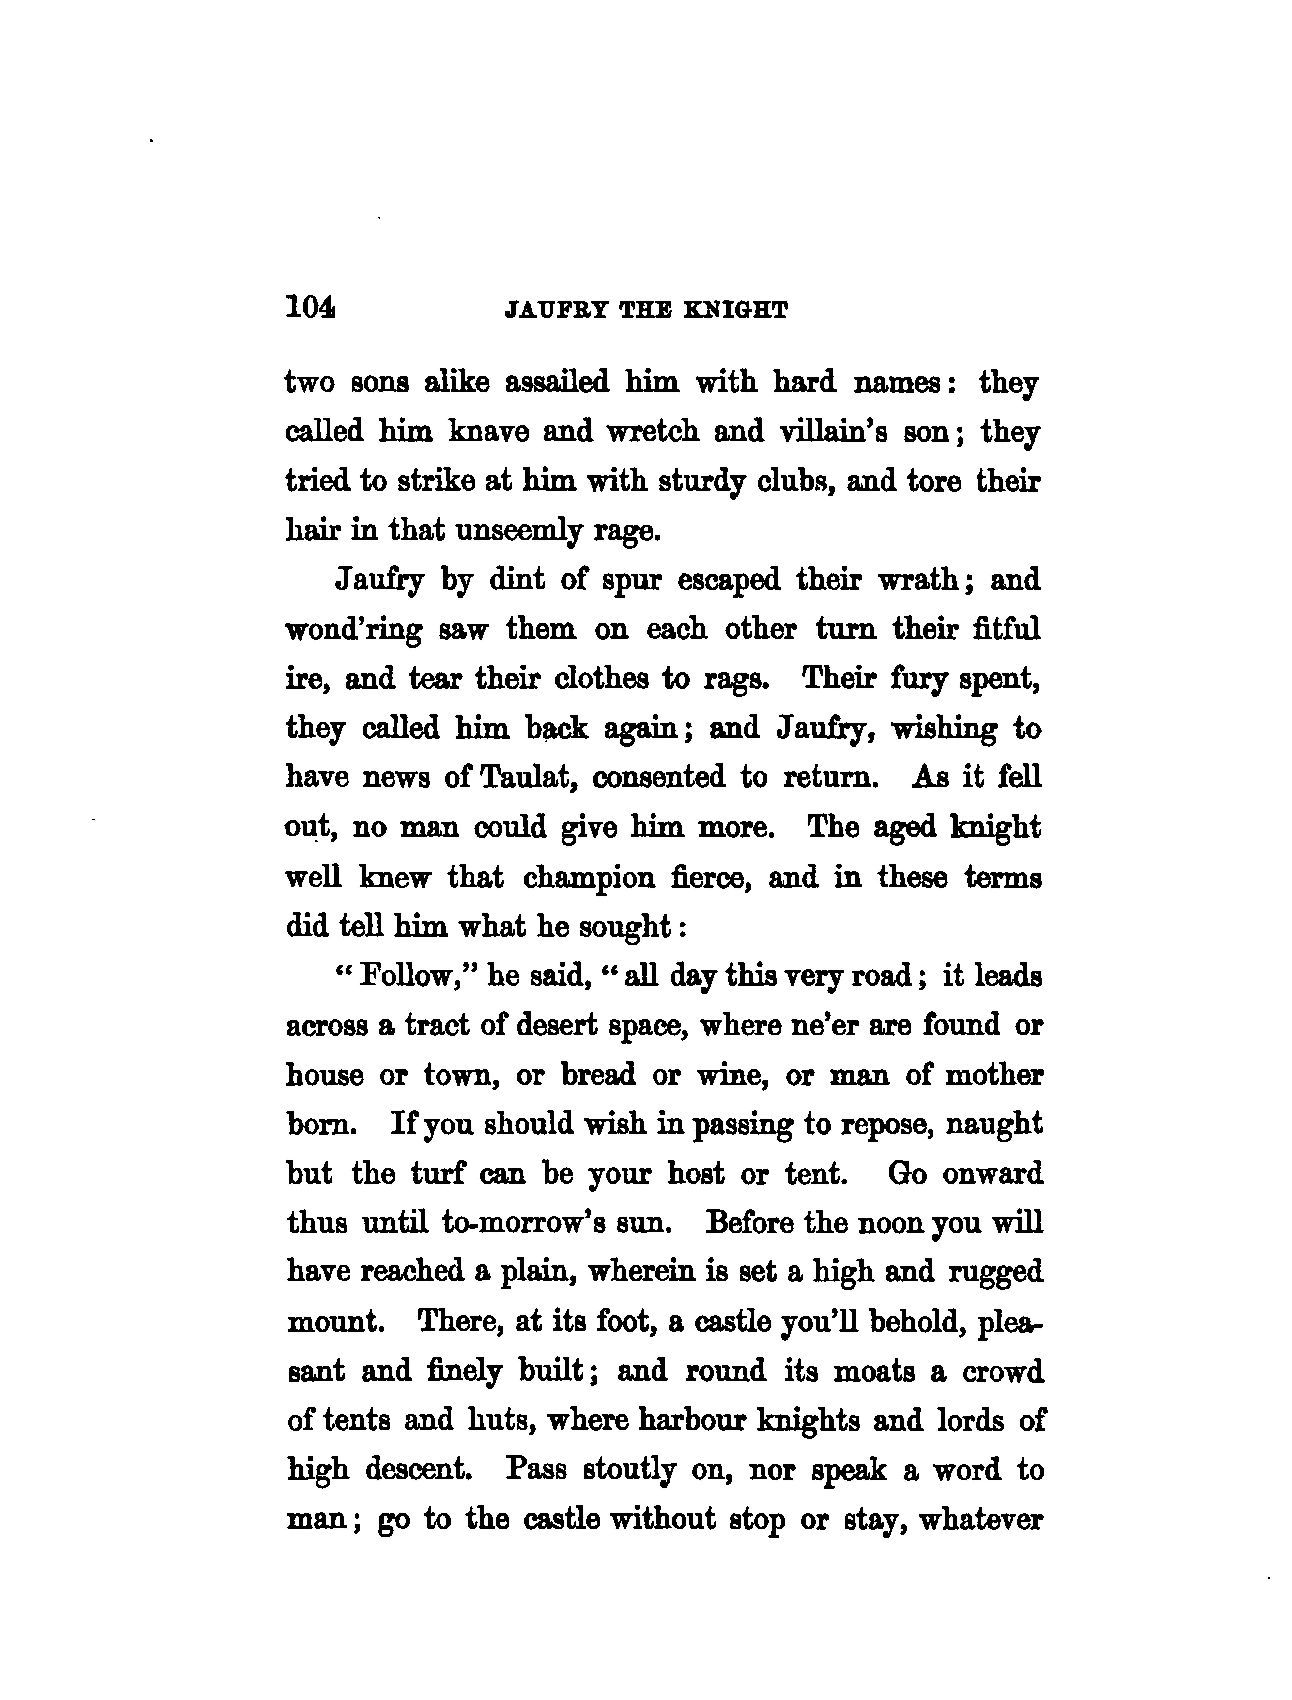 104 JAUFRY THE KNIGHT
two sons alike assailed him with hard names: they
called him knave and wretch and villain's son; they
tried to strike at him with sturdy clubs, and tore their
hair in that unseemly rage.
Jaufry by dint of spur escaped their wrath; and
wond'ring saw them on each other turn their fitful
ire, and tear their clothes to rags. Their fury spent,
they called him back again; and Jaufry, wishing to
have news of Taulat, consented to return. As it fell
out, no man could give him more. The aged knight
well knew that champion fierce, and in these terms
did tell him what he sought:
"Follow," he said, "all day this very road; it leads
across a tract of desert space, where ne'er are found or
house or town, or bread or wine, or man of mother
born. If you should wish in passing to repose, naught
but the turf can be your host or tent. Go onward
thus until to-morrow's sun. Before the noon you will
have reached a plain, wherein is set a high and rugged
mount. There, at its foot, a castle you'll behold, plea-
sant and finely built; and round its moats a crowd
of tents and huts, where harbour knights and lords of
high descent. Pass stoutly on, nor speak a word to
man; go to the castle without stop or stay, whatever